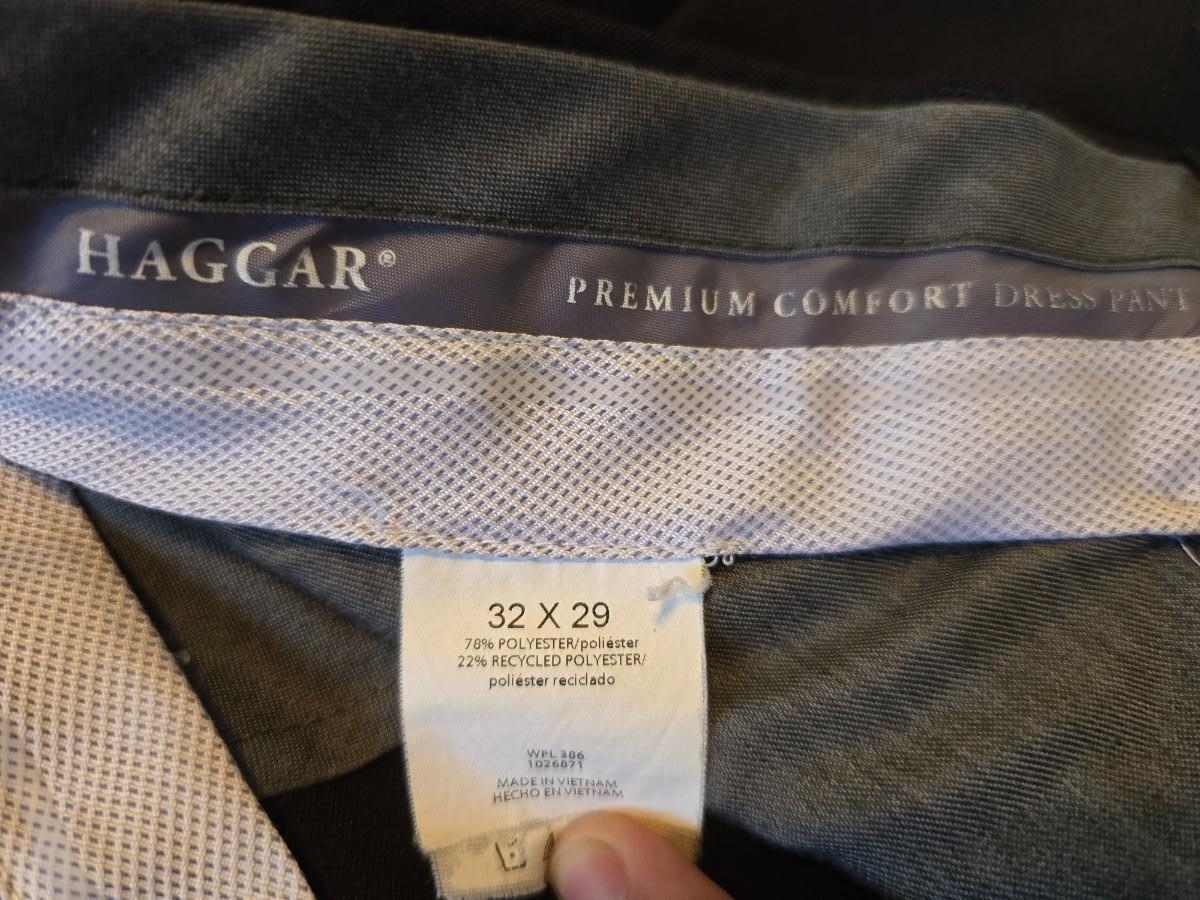 HAGGAR®
PREMIUM COMFORT DRESS PANT
32 X 29
78% POLYESTER/poliéster
22% RECYCLED POLYESTER/
poliéster reciclado
WPL 386
1026871
MADE IN VIETNAM
HECHO EN VIETNAM